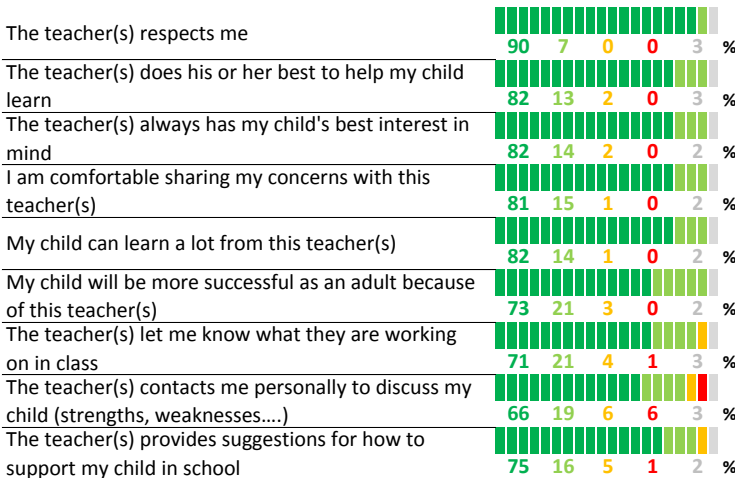 The teacher(s) respects me
90 7 0 0 3 %
The teacher(s) does his or her best to help my child
learn
82 13 2 0 3 %
The teacher(s) always has my child's best interest in
mind
82 14 2 0 2 %
I am comfortable sharing my concerns with this
teacher(s)
81 15 1 0 2 %
My child can learn a lot from this teacher(s)
82 14 1 0 2 %
My child will be more successful as an adult because
of this teacher(s)
73 21 3 0 2 %
The teacher(s) let me know what they are working
on in class
71 21 4 1 3 %
The teacher(s) contacts me personally to discuss my
child (strengths, weaknesses....)
66 19 6 6 3 %
The teacher(s) provides suggestions for how to
support my child in school
75 16 5 1 2 %